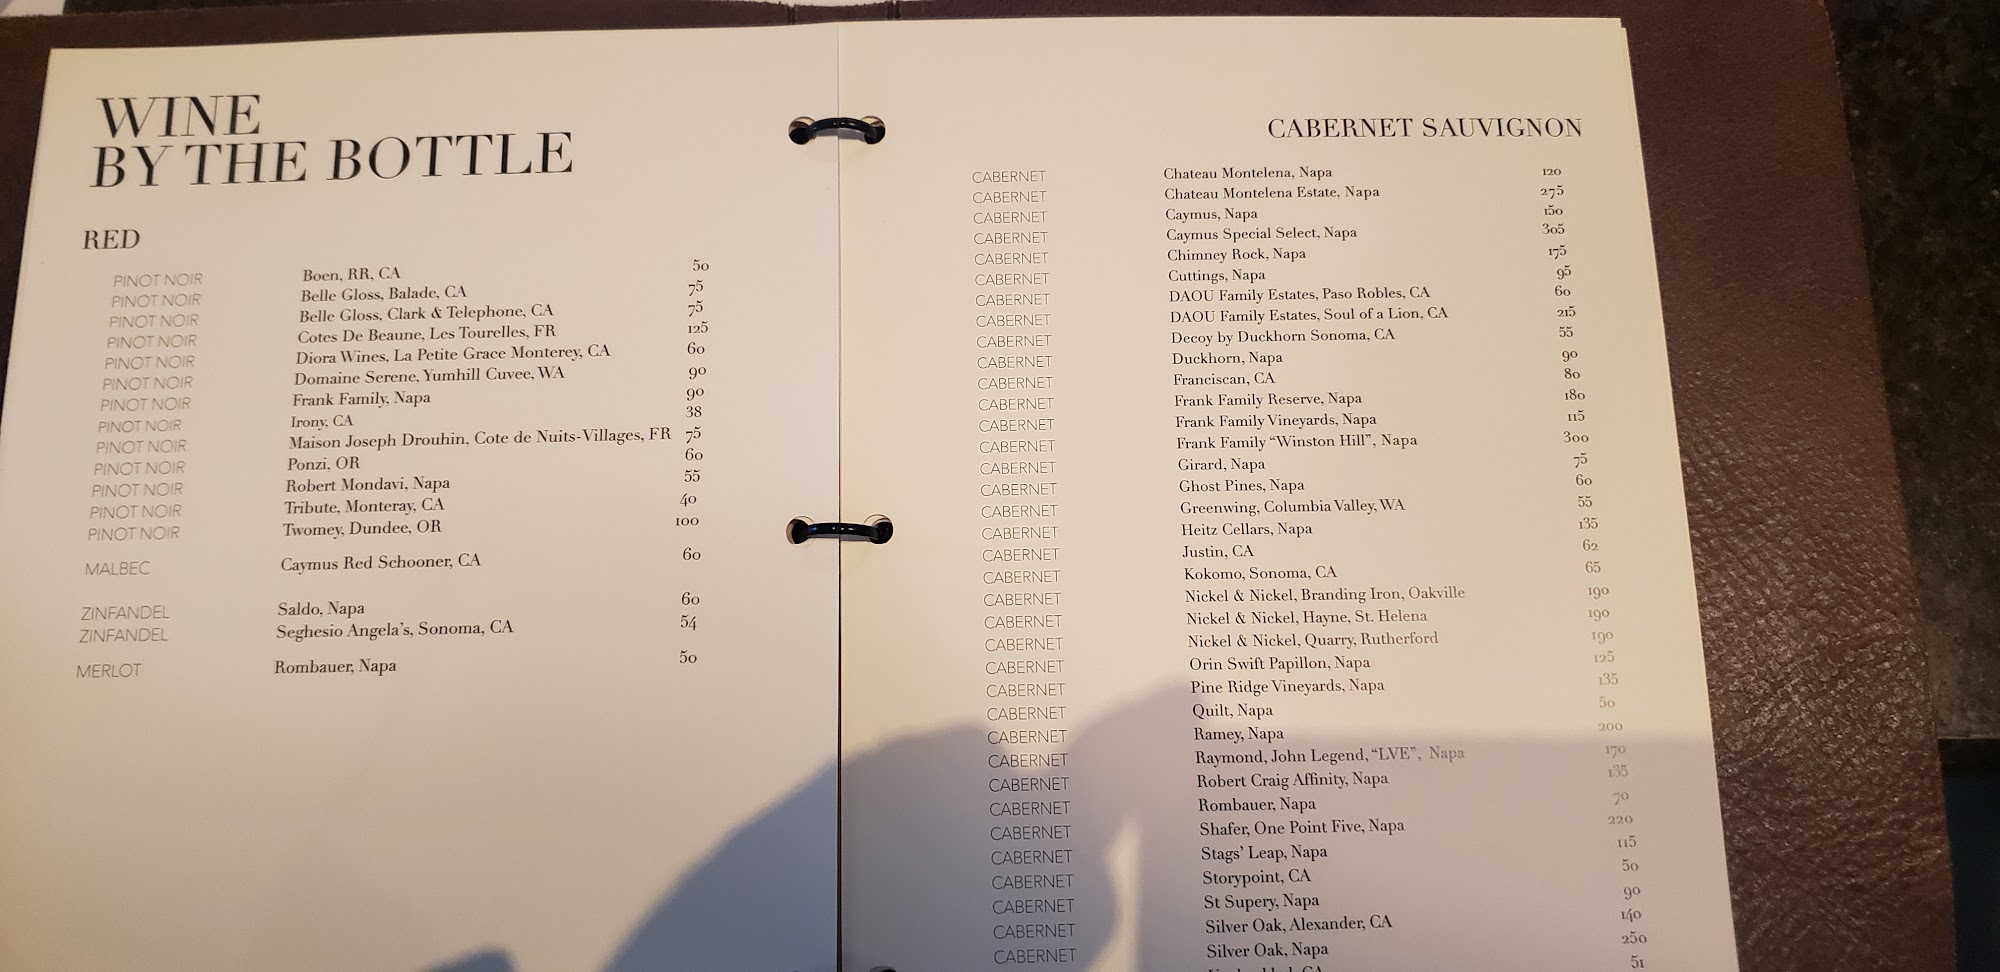 WINE
BY THE BOTTLE
RED
PINOT NOIR Boen, RR, CA 50
PINOT NOIR Belle Gloss, Balade, CA 75
PINOT NOIR Belle Gloss, Clark & Telephone, CA 75
PINOT NOIR Cotes De Beaune, Les Tourelles, FR 125
PINOT NOIR Diora Wines, La Petite Grace Monterey, CA 60
PINOT NOIR Domaine Serene, Yumhill Cuvee, WA 90
PINOT NOIR Frank Family, Napa 90
PINOT NOIR Irony, CA 38
PINOT NOIR Maison Joseph Drouhin, Cote de Nuits-Villages, FR 75
PINOT NOIR Ponzi, OR 60
PINOT NOIR Robert Mondavi, Napa 55
PINOT NOIR Tribute, Monteray, CA 40
PINOT NOIR Twomey, Dundee, OR 100
MALBEC Caymus Red Schooner, CA 60
ZINFANDEL Saldo, Napa 60
ZINFANDEL Seghesio Angela's, Sonoma, CA 54
MERLOT Rombauer, Napa 50
CABERNET SAUVIGNON
CABERNET Chateau Montelena, Napa 120
CABERNET Chateau Montelena Estate, Napa 275
CABERNET Caymus, Napa 150
CABERNET Caymus Special Select, Napa 305
CABERNET Chimney Rock, Napa 175
CABERNET Cuttings, Napa 95
CABERNET DAOU Family Estates, Paso Robles, CA 60
CABERNET DAOU Family Estates, Soul of a Lion, CA 215
CABERNET Decoy by Duckhorn Sonoma, CA 55
CABERNET Duckhorn, Napa 90
CABERNET Franciscan, CA 80
CABERNET Frank Family Reserve, Napa 180
CABERNET Frank Family Vineyards, Napa 115
CABERNET Frank Family "Winston Hill", Napa 300
CABERNET Girard, Napa 75
CABERNET Ghost Pines, Napa 60
CABERNET Greenwing, Columbia Valley, WA 55
CABERNET Heitz Cellars, Napa 135
CABERNET Justin, CA 62
CABERNET Kokomo, Sonoma, CA 65
CABERNET Nickel & Nickel, Branding Iron, Oakville 190
CABERNET Nickel & Nickel, Hayne, St. Helena 190
CABERNET Nickel & Nickel, Quarry, Rutherford 190
CABERNET Orin Swift Papillon, Napa 125
CABERNET Pine Ridge Vineyards, Napa 135
CABERNET Quilt, Napa 50
CABERNET Ramey, Napa 200
CABERNET Raymond, John Legend, "LVE", Napa 170
CABERNET Robert Craig Affinity, Napa 135
CABERNET Rombauer, Napa 70
CABERNET Shafer, One Point Five, Napa 220
CABERNET Stags' Leap, Napa 115
CABERNET Storypoint, CA 50
CABERNET St Supery, Napa 90
CABERNET Silver Oak, Alexander, CA 140
CABERNET Silver Oak, Napa 250
CA 51